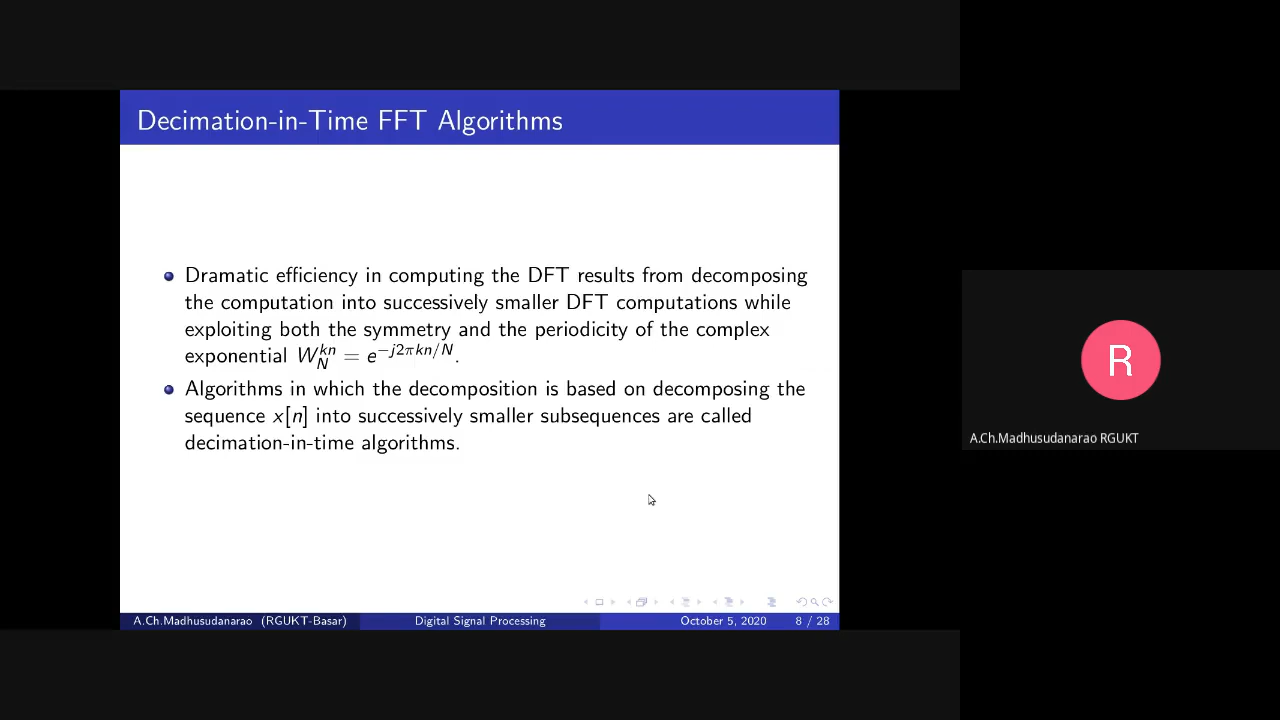 Decimation-in-Time FFT Algorithms
Dramatic efficiency in computing the DFT results from decomposing
the computation into successively smaller DFT computations while
exploiting both the symmetry and the periodicity of the complex
exponential W_N^{kn} = e^{-j2πkn/N}.
Algorithms in which the decomposition is based on decomposing the
sequence x[n] into successively smaller subsequences are called
decimation-in-time algorithms.
A.Ch.Madhusudanarao (RGUKT-Basar) Digital Signal Processing October 5, 2020 8 / 28
R
A.Ch.Madhusudanarao RGUKT